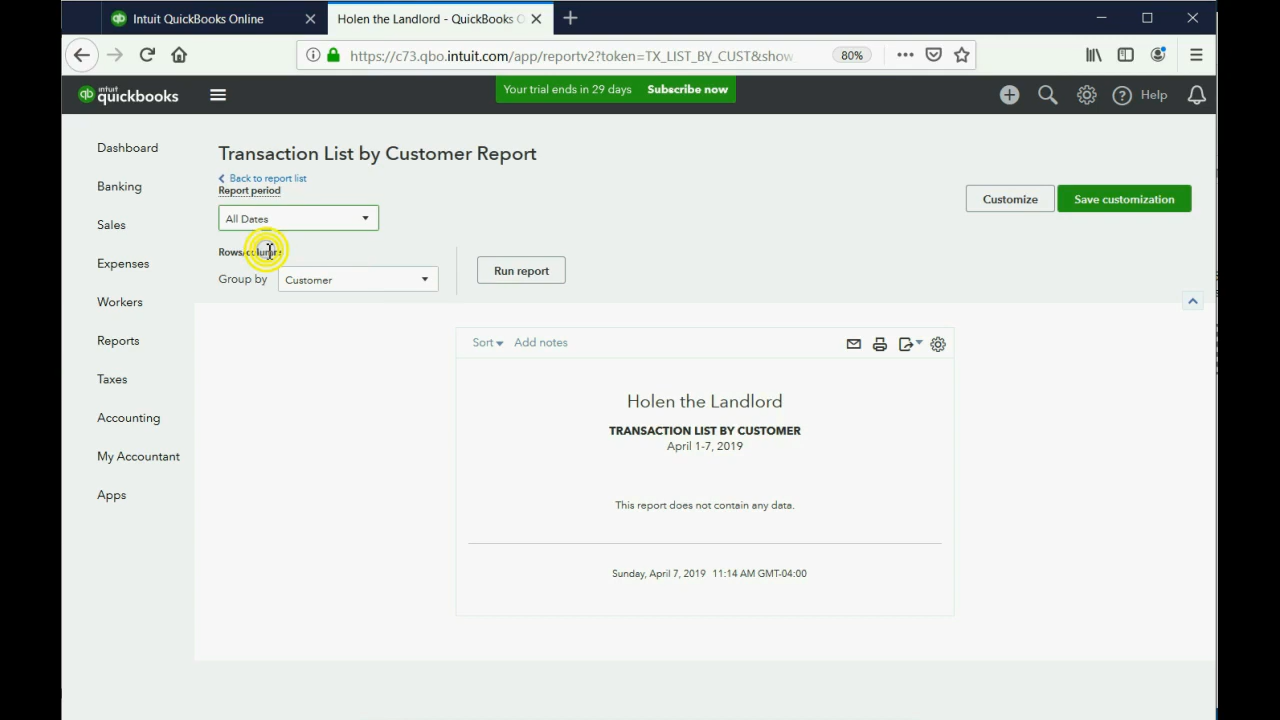 Intuit QuickBooks Online
Holen the Landlord - QuickBooks O
https://c73.qbo.intuit.com/app/reportv2?token=TX_LIST_BY_CUST&show
80%
qb intuit quickbooks
Your trial ends in 29 days Subscribe now
Help
Dashboard
Banking
Sales
Expenses
Workers
Reports
Taxes
Accounting
My Accountant
Apps
Transaction List by Customer Report
Back to report list
Report period
All Dates
Customize
Save customization
Rows/columns
Group by
Customer
Run report
Sort
Add notes
Holen the Landlord
TRANSACTION LIST BY CUSTOMER
April 1-7, 2019
This report does not contain any data.
Sunday, April 7, 2019 11:14 AM GMT-04:00